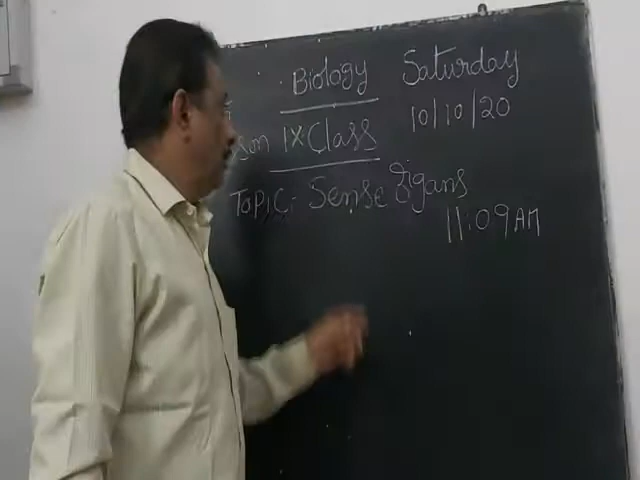 Biology Saturday
10/10/20
IX Class
TOPIC:- Sense Organs
11:09 AM